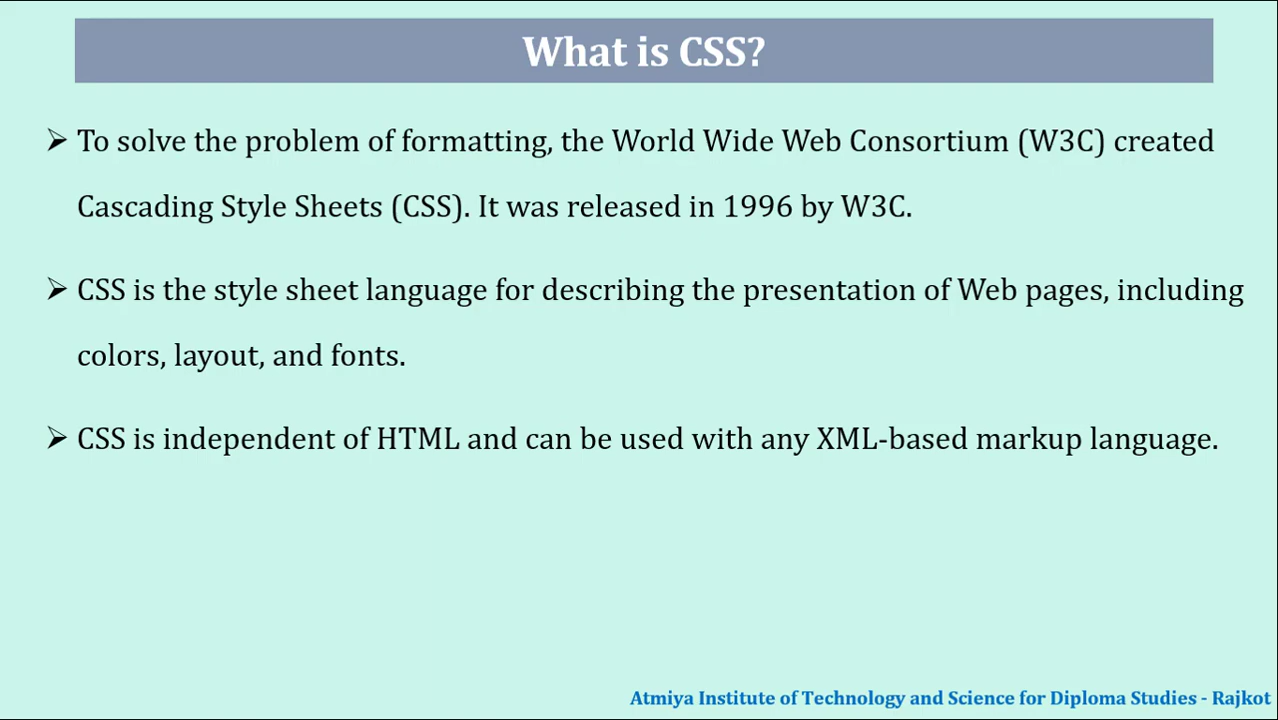 What is CSS?
➢ To solve the problem of formatting, the World Wide Web Consortium (W3C) created
Cascading Style Sheets (CSS). It was released in 1996 by W3C.
➢ CSS is the style sheet language for describing the presentation of Web pages, including
colors, layout, and fonts.
➢ CSS is independent of HTML and can be used with any XML-based markup language.
Atmiya Institute of Technology and Science for Diploma Studies - Rajkot